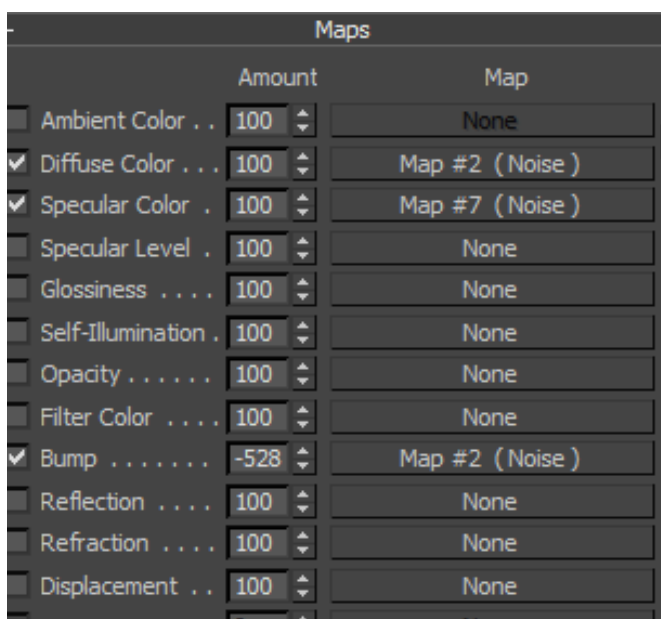 Maps
Amount Map
Ambient Color . . 100 None
Diffuse Color . . . 100 Map #2 ( Noise )
Specular Color . 100 Map #7 ( Noise )
Specular Level . 100 None
Glossiness . . . . 100 None
Self-Illumination . 100 None
Opacity . . . . . . 100 None
Filter Color . . . . 100 None
Bump . . . . . . . -528 Map #2 ( Noise )
Reflection . . . . 100 None
Refraction . . . . 100 None
Displacement . . 100 None